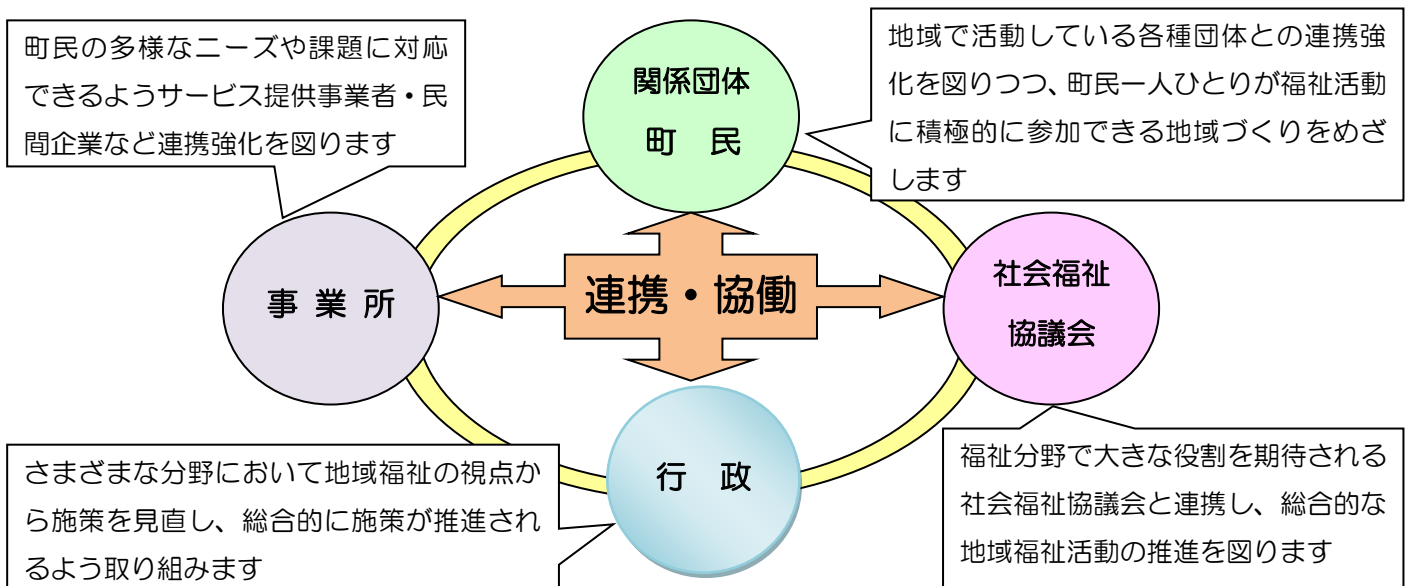 町民の多様なニーズや課題に対応
できるようサービス提供事業者・民
間企業など連携強化を図ります
関係団体
町　民
地域で活動している各種団体との連携強
化を図りつつ、町民一人ひとりが福祉活動
に積極的に参加できる地域づくりをめざ
します
事 業 所
連携・協働
社会福祉
協議会
さまざまな分野において地域福祉の視点か
ら施策を見直し、総合的に施策が推進され
るよう取り組みます
行　政
福祉分野で大きな役割を期待される
社会福祉協議会と連携し、総合的な
地域福祉活動の推進を図ります